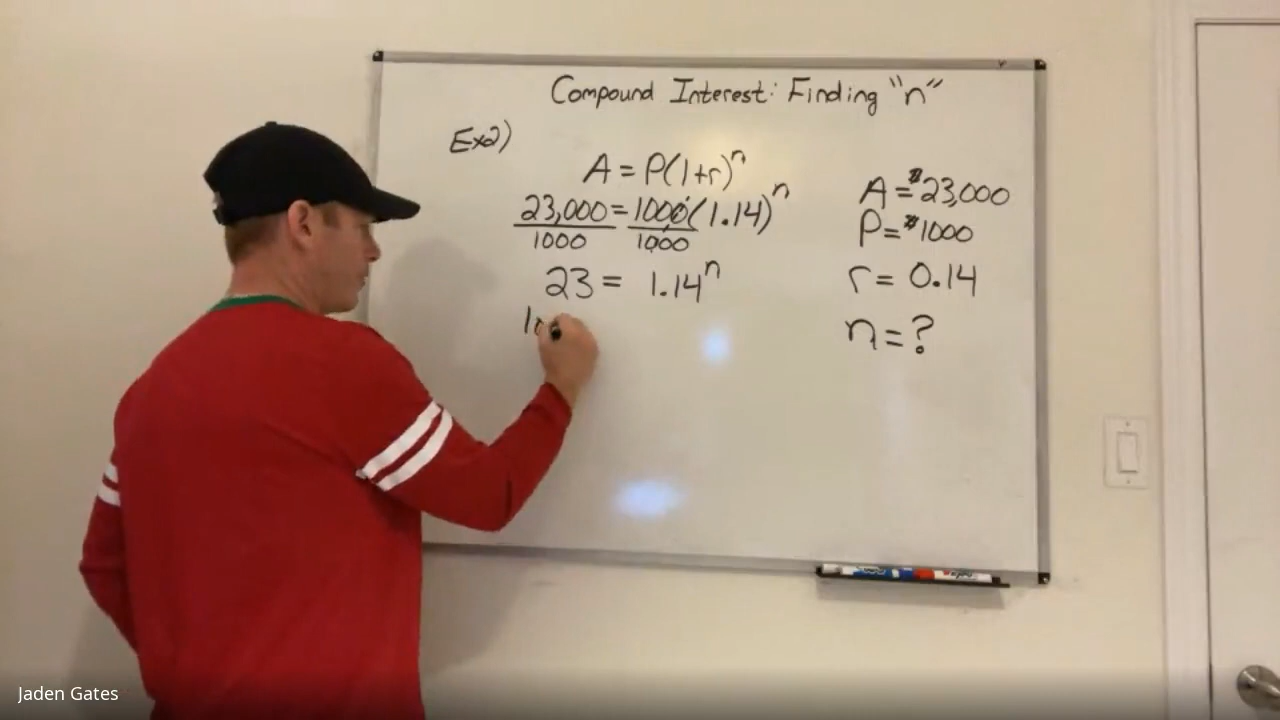 Compound Interest: Finding "n"
Ex2)
A = P(1+r)^n
23,000 = 1000(1.14)^n
1000 1000
23 = 1.14^n
A = $23,000
P = $1000
r = 0.14
n = ?
Jaden Gates